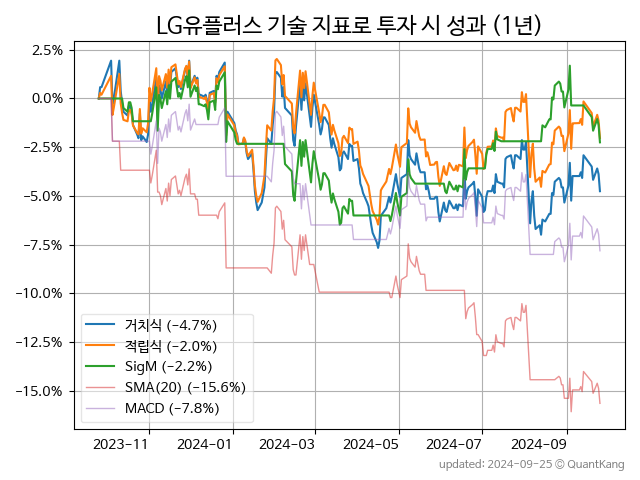 LG유플러스 기술 지표로 투자 시 성과 (1년)
2.5%
0.0%
−2.5%
−5.0%
−7.5%
−10.0%
−12.5%
−15.0%
거치식 (−4.7%)
적립식 (−2.0%)
SigM (−2.2%)
SMA(20) (−15.6%)
MACD (−7.8%)
2023−11 2024−01 2024−03 2024−05 2024−07 2024−09
updated: 2024−09−25 ⓒ QuantKang